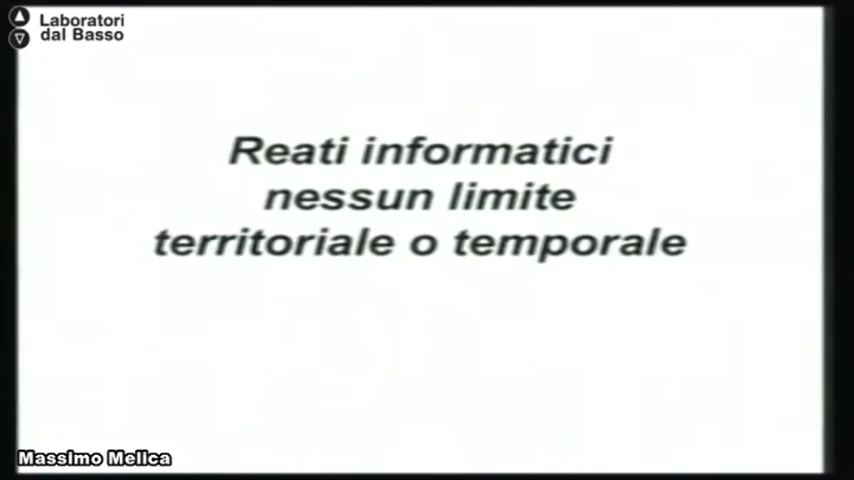 Laboratori
dal Basso
Reati informatici
nessun limite
territoriale o temporale
Massimo Melica